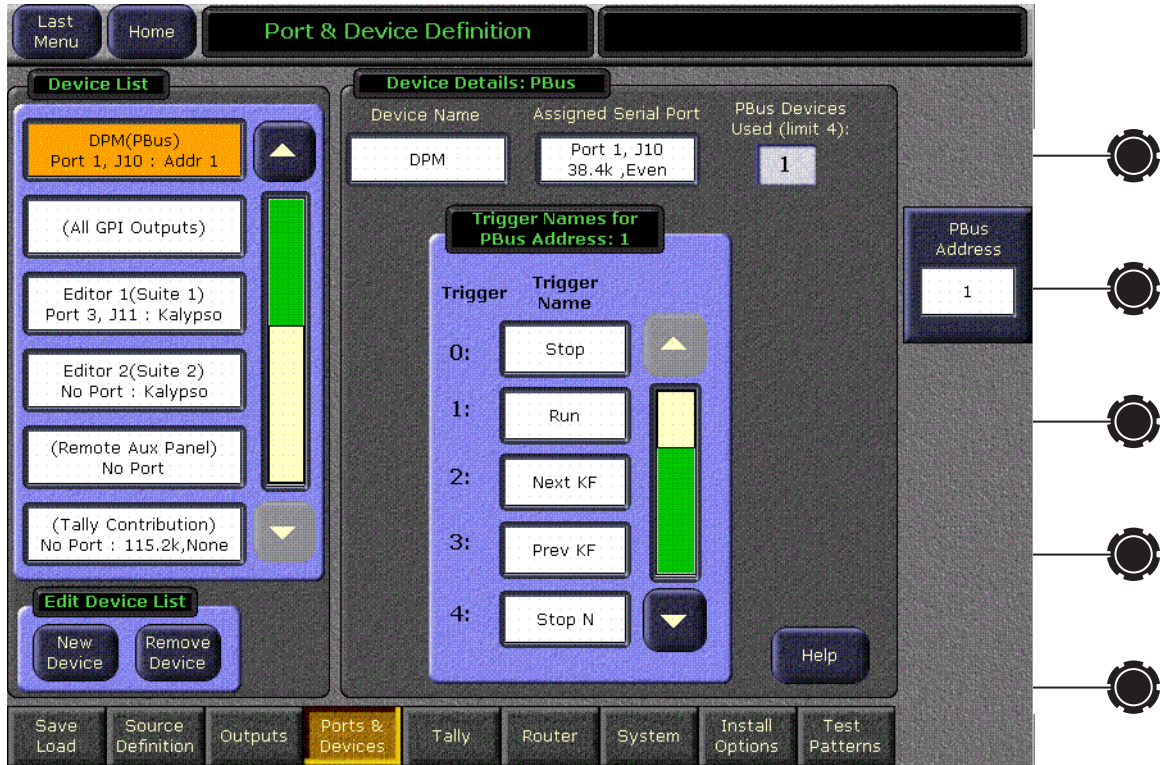 Last
Menu
Home
Port & Device Definition
Device List
DPM(PBus)
Port 1, J10 : Addr 1
(All GPI Outputs)
Editor 1(Suite 1)
Port 3, J11 : Kalypso
Editor 2(Suite 2)
No Port : Kalypso
(Remote Aux Panel)
No Port
(Tally Contribution)
No Port : 115.2k,None
Edit Device List
New
Device
Remove
Device
Device Details: PBus
Device Name
DPM
Assigned Serial Port
Port 1, J10
38.4k ,Even
PBus Devices
Used (limit 4):
1
Trigger Names for
PBus Address: 1
Trigger
Trigger
Name
0:
Stop
1:
Run
2:
Next KF
3:
Prev KF
4:
Stop N
Help
PBus
Address
1
Save
Load
Source
Definition
Outputs
Ports &
Devices
Tally
Router
System
Install
Options
Test
Patterns